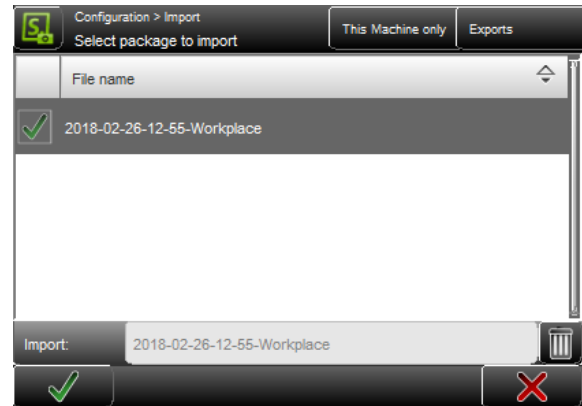 Configuration > Import
Select package to import
This Machine only
Exports
File name
2018-02-26-12-55-Workplace
Import:
2018-02-26-12-55-Workplace